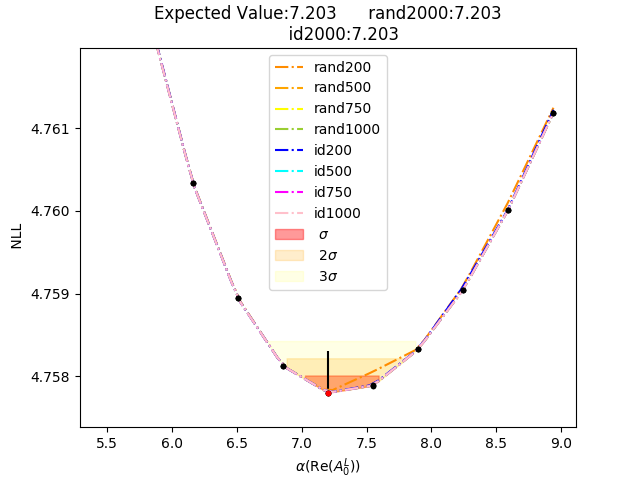 Expected Value:7.203 rand2000:7.203
id2000:7.203
rand200
rand500
rand750
rand1000
id200
id500
id750
id1000
σ
2σ
3σ
4.761
4.760
4.759
4.758
NLL
5.5 6.0 6.5 7.0 7.5 8.0 8.5 9.0
α(Re(A₀ᴸ))